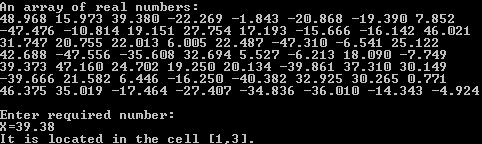 An array of real numbers:
48.968 15.973 39.380 -22.269 -1.843 -20.868 -19.390 7.852
-47.476 -10.814 19.151 27.754 17.193 -15.666 -16.142 46.021
31.747 20.755 22.013 6.005 22.487 -47.310 -6.541 25.122
42.688 -47.556 -35.608 32.694 5.527 -6.213 18.090 -7.749
39.373 47.160 24.702 19.250 20.134 -39.861 37.310 30.149
-39.666 21.582 6.446 -16.250 -40.382 32.925 30.265 0.771
46.375 35.019 -17.464 -27.407 -34.836 -36.010 -14.343 -4.924
Enter required number:
X=39.38
It is located in the cell [1,3].